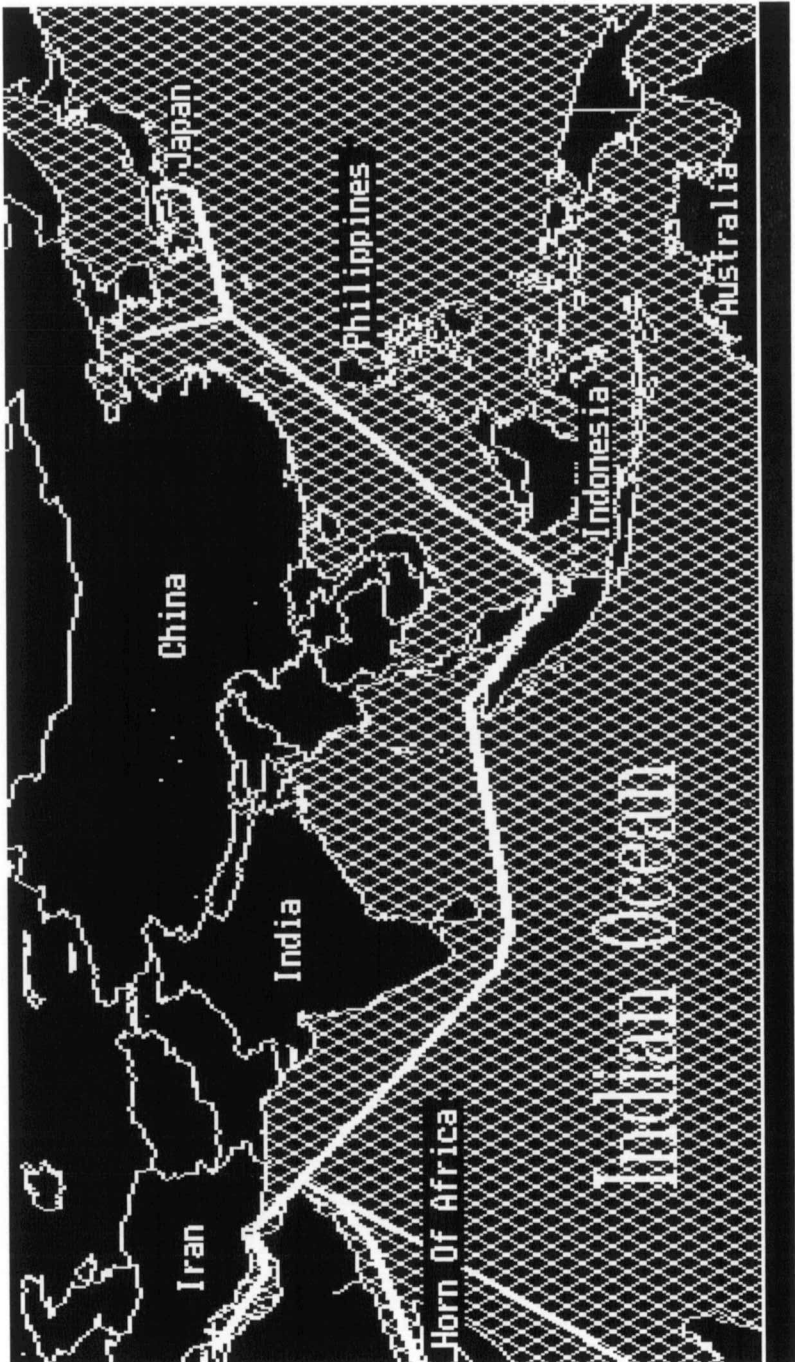 Japan
China
Philippines
Iran
India
Indonesia
Horn Of Africa
Australia
Indian Ocean